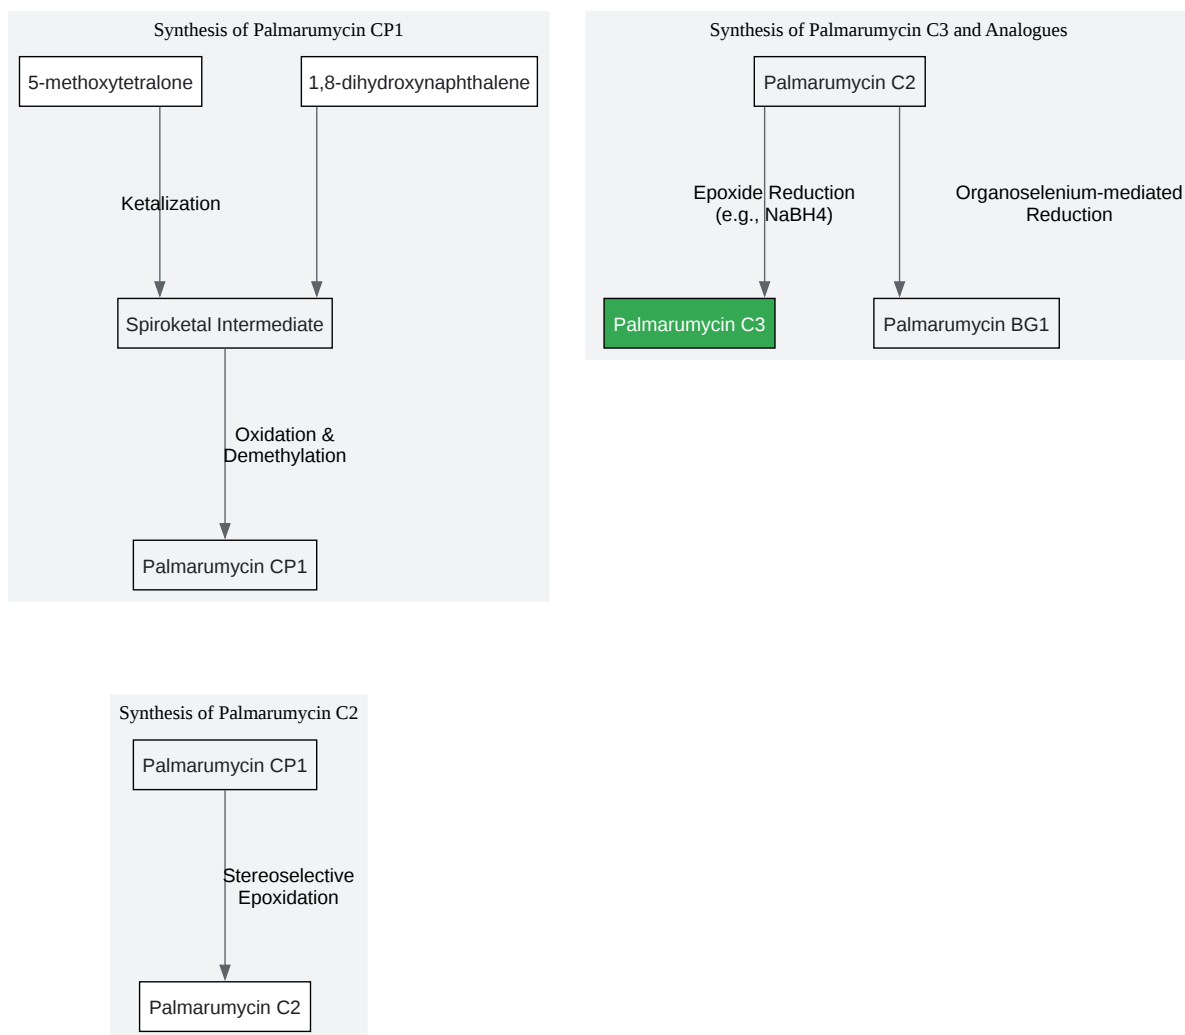 Synthesis of Palmarumycin CP1
5-methoxytetralone
1,8-dihydroxynaphthalene
Ketalization
Spiroketal Intermediate
Oxidation &
Demethylation
Palmarumycin CP1
Synthesis of Palmarumycin C3 and Analogues
Palmarumycin C2
Epoxide Reduction
(e.g., NaBH4)
Organoselenium-mediated
Reduction
Palmarumycin C3
Palmarumycin BG1
Synthesis of Palmarumycin C2
Palmarumycin CP1
Stereoselective
Epoxidation
Palmarumycin C2